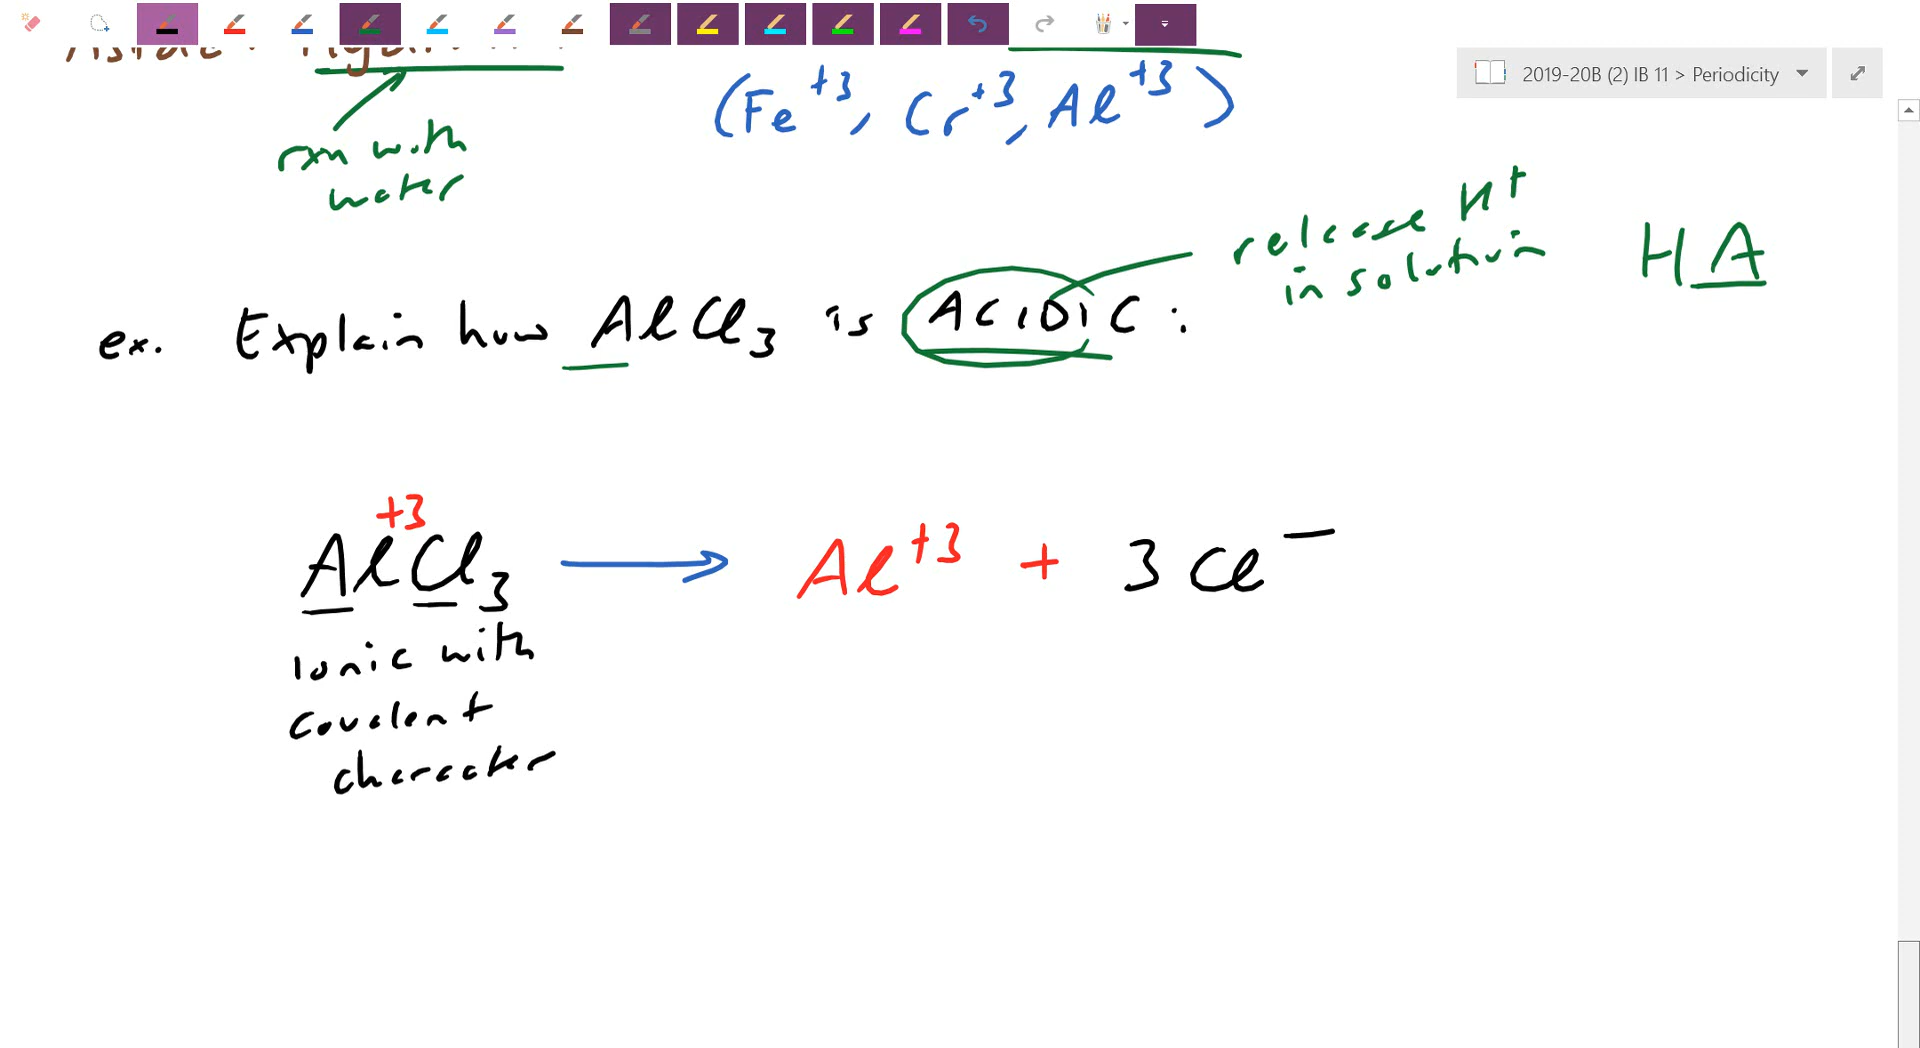 2019-20B (2) IB 11 > Periodicity
(Fe+3, Cr+3, Al+3)
rxn with
water
release H+
in solution
HA
ex. Explain how AlCl3 is ACIDIC:
+3
AlCl3 → Al+3 + 3Cl−
Ionic with
covalent
character